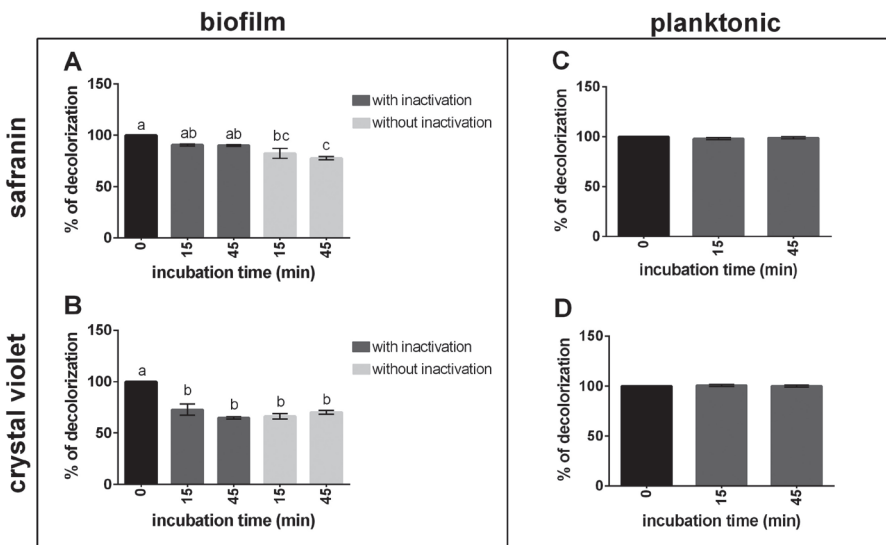 biofilm
planktonic
safranin
crystal violet
A
% of decolorization
150
100
50
0
a
ab
ab
bc
c
0
15
45
15
45
incubation time (min)
with inactivation
without inactivation
C
% of decolorization
150
100
50
0
0
15
45
incubation time (min)
B
% of decolorization
150
100
50
0
a
b
b
b
b
0
15
45
15
45
incubation time (min)
with inactivation
without inactivation
D
% of decolorization
150
100
50
0
0
15
45
incubation time (min)